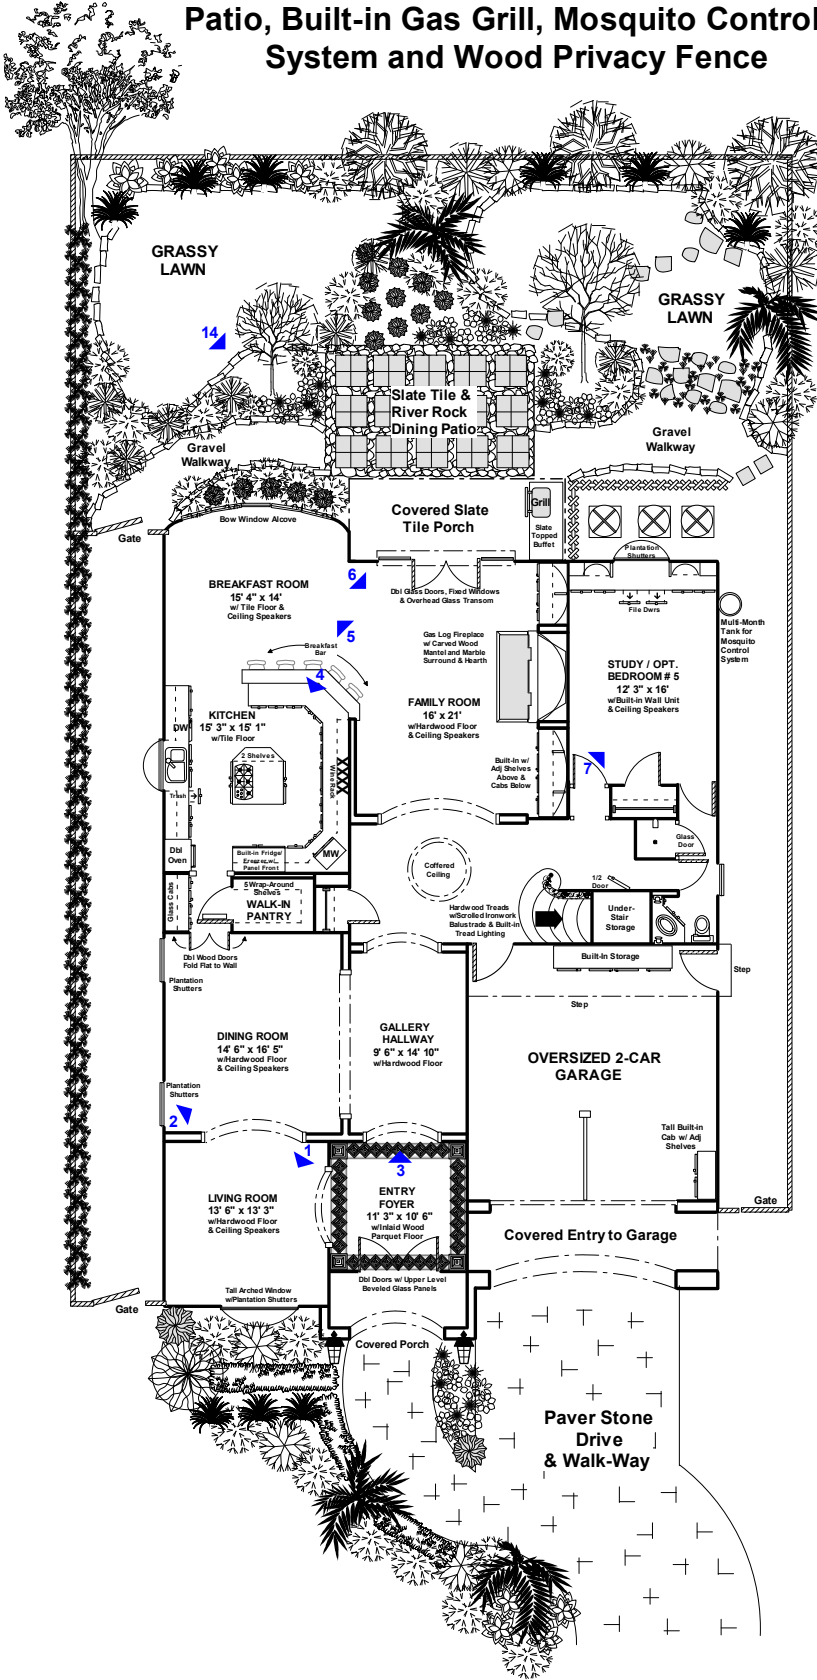 Patio, Built-in Gas Grill, Mosquito Control
System and Wood Privacy Fence
GRASSY
LAWN
GRASSY
LAWN
14
Slate Tile &
River Rock
Dining Patio
Gravel
Walkway
Gravel
Walkway
Covered Slate
Tile Porch
Grill
Slate
Topped
Buffet
Gate
Bow Window Alcove
Plantation
Shutters
File Dwrs
BREAKFAST ROOM
15' 4" x 14'
w/ Tile Floor &
Ceiling Speakers
6
Dbl Glass Doors, Fixed Windows
& Overhead Glass Transom
5
Multi-Month
Tank for
Mosquito
Control
System
Gas Log Fireplace
w/ Carved Wood
Mantel and Marble
Surround & Hearth
Breakfast
Bar
4
STUDY / OPT.
BEDROOM # 5
12' 3" x 16'
w/Built-in Wall Unit
& Ceiling Speakers
FAMILY ROOM
16' x 21'
w/Hardwood Floor
& Ceiling Speakers
KITCHEN
15' 3" x 15' 1"
w/Tile Floor
DW
2 Shelves
Trash
Wine Rack
Built-In w/
Adj Shelves
Above &
Cabs Below
7
Dbl
Oven
Built-in Fridge/
Freezer w/
Panel Front
MW
Glass
Door
Coffered
Ceiling
1/2
Door
Glass Cabs
5 Wrap-Around
Shelves
WALK-IN
PANTRY
Hardwood Treads
w/Scrolled Ironwork
Balustrade & Built-in
Tread Lighting
Under-
Stair
Storage
Dbl Wood Doors
Fold Flat to Wall
Plantation
Shutters
Built-In Storage
Step
Step
DINING ROOM
14' 6" x 16' 5"
w/Hardwood Floor
& Ceiling Speakers
GALLERY
HALLWAY
9' 6" x 14' 10"
w/Hardwood Floor
OVERSIZED 2-CAR
GARAGE
Plantation
Shutters
2
Tall Built-in
Cab w/ Adj
Shelves
1
3
LIVING ROOM
13' 6" x 13' 3"
w/Hardwood Floor
& Ceiling Speakers
ENTRY
FOYER
11' 3" x 10' 6"
w/Inlaid Wood
Parquet Floor
Gate
Covered Entry to Garage
Tall Arched Window
w/Plantation Shutters
Dbl Doors w/ Upper Level
Beveled Glass Panels
Gate
Covered Porch
Paver Stone
Drive
& Walk-Way